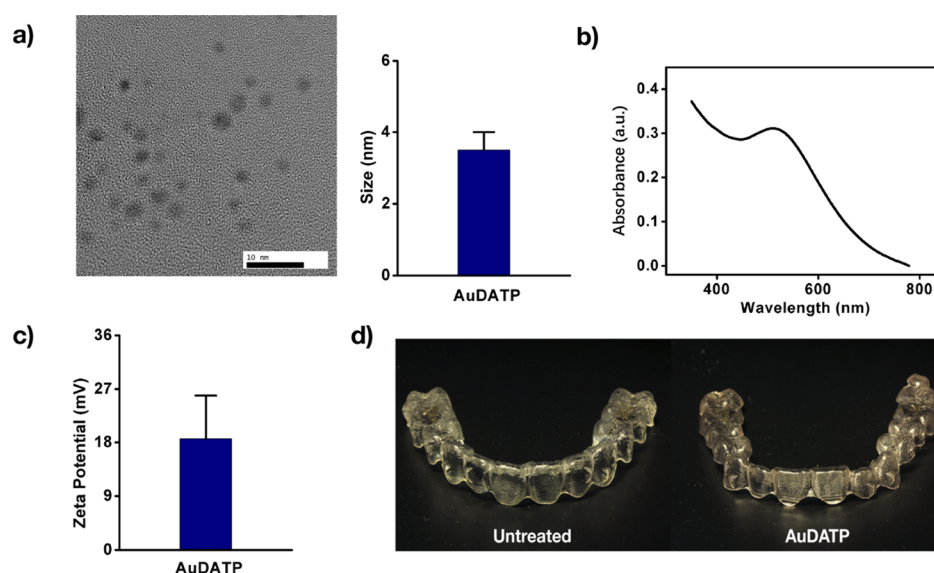 a)
10 nm
Size (nm)
6
4
2
0
AuDATP
b)
Absorbance (a.u.)
0.4
0.3
0.2
0.1
0.0
400
600
800
Wavelength (nm)
c)
Zeta Potential (mV)
36
27
18
9
0
AuDATP
d)
Untreated
AuDATP